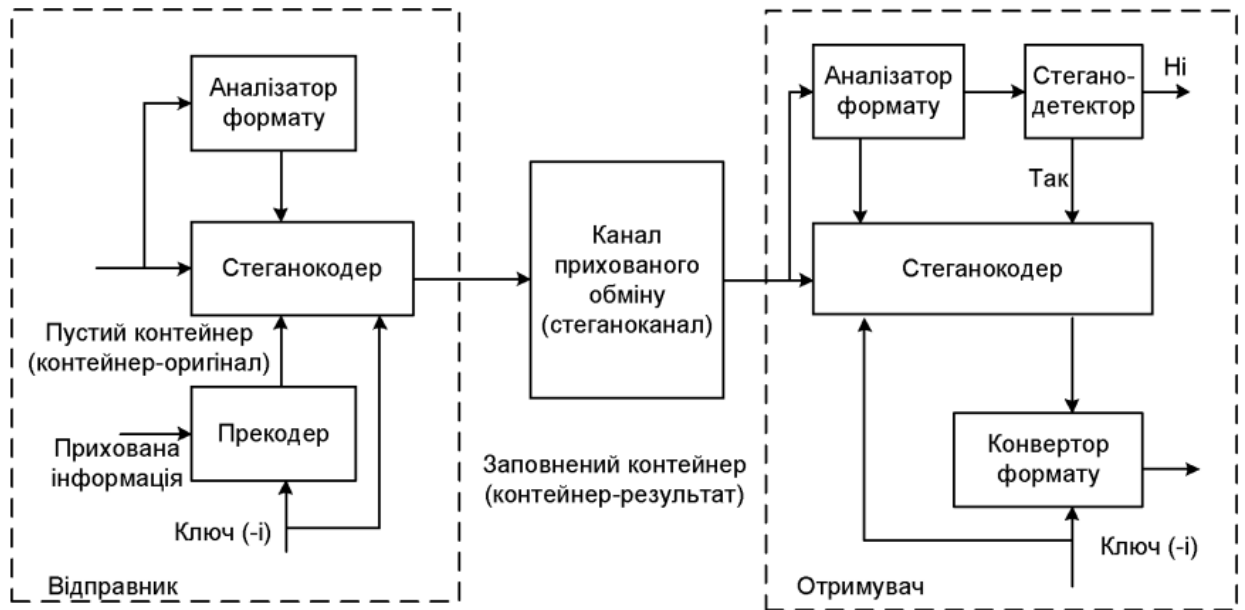 Аналізатор
формату
Стеганокодер
Пустий контейнер
(контейнер-оригінал)
Прекодер
Прихована
інформація
Ключ (-і)
Відправник
Канал
прихованого
обміну
(стеганоканал)
Заповнений контейнер
(контейнер-результат)
Аналізатор
формату
Стегано-
детектор
Ні
Так
Стеганокодер
Конвертор
формату
Ключ (-і)
Отримувач